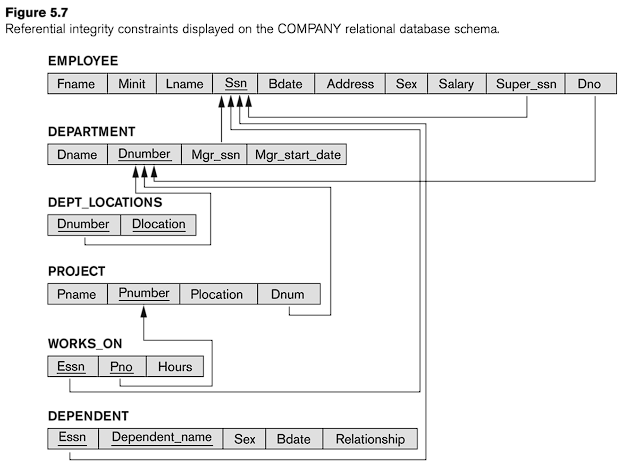 Figure 5.7
Referential integrity constraints displayed on the COMPANY relational database schema.
EMPLOYEE
Fname Minit Lname Ssn Bdate Address Sex Salary Super_ssn Dno
DEPARTMENT
Dname Dnumber Mgr_ssn Mgr_start_date
DEPT_LOCATIONS
Dnumber Dlocation
PROJECT
Pname Pnumber Plocation Dnum
WORKS_ON
Essn Pno Hours
DEPENDENT
Essn Dependent_name Sex Bdate Relationship